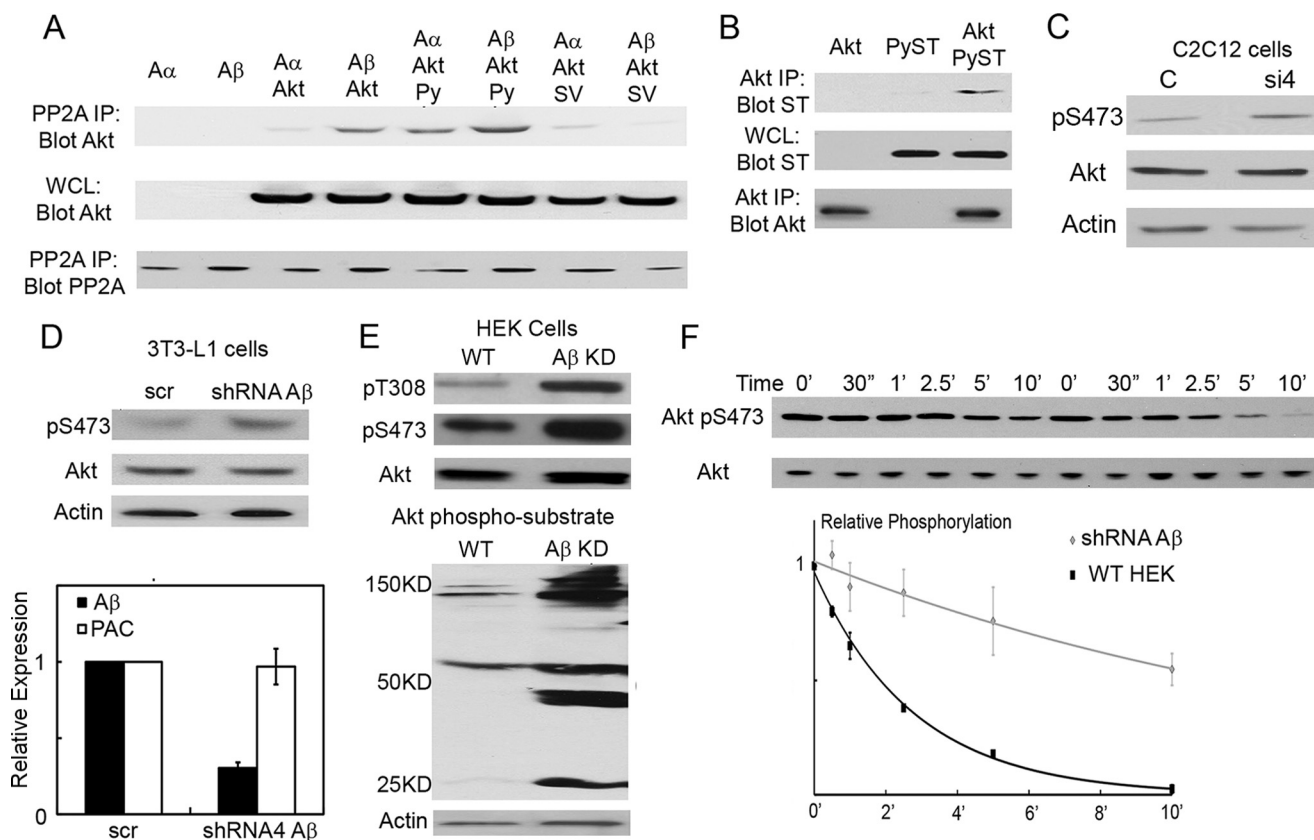 A
Aα
Aβ
Aα Akt
Aβ Akt
Aα Akt Py
Aβ Akt Py
Aα Akt SV
Aβ Akt SV
PP2A IP:
Blot Akt
WCL:
Blot Akt
PP2A IP:
Blot PP2A
B
Akt PyST Akt PyST
Akt IP:
Blot ST
WCL:
Blot ST
Akt IP:
Blot Akt
C
C2C12 cells
C si4
pS473
Akt
Actin
D
3T3-L1 cells
scr shRNA Aβ
pS473
Akt
Actin
Aβ
PAC
Relative Expression
1
0
scr shRNA4 Aβ
E
HEK Cells
WT Aβ KD
pT308
pS473
Akt
Akt phospho-substrate
WT Aβ KD
150KD
50KD
25KD
Actin
F
Time 0’ 30” 1’ 2.5’ 5’ 10’ 0’ 30” 1’ 2.5’ 5’ 10’
Akt pS473
Akt
Relative Phosphorylation
shRNA Aβ
WT HEK
1
0’ 2’ 4’ 6’ 8’ 10’